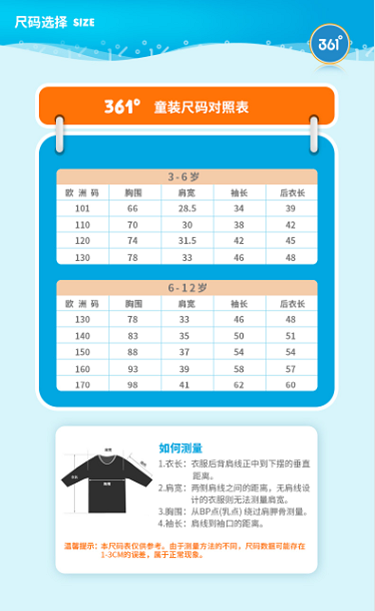 尺码选择 SIZE
361°
361° 童装尺码对照表
3-6岁
欧 洲 码 胸围 肩宽 袖长 后衣长
101 66 28.5 34 39
110 70 30 38 42
120 74 31.5 42 45
130 78 33 46 48
6-12岁
欧 洲 码 胸围 肩宽 袖长 后衣长
130 78 33 46 48
140 83 35 50 51
150 88 37 54 54
160 93 39 58 57
170 98 41 62 60
如何测量
1.衣长：衣服后背肩线正中到下摆的垂直
距离。
2.肩宽：两侧肩线之间的距离，无肩线设
计的衣服则无法测量肩宽。
3.胸围：从BP点(乳点) 绕过肩胛骨测量。
4.袖长：肩线到袖口的距离。
温馨提示：本尺码表仅供参考，由于测量方法的不同，尺码数据可能存在
1-3CM的误差，属于正常现象。